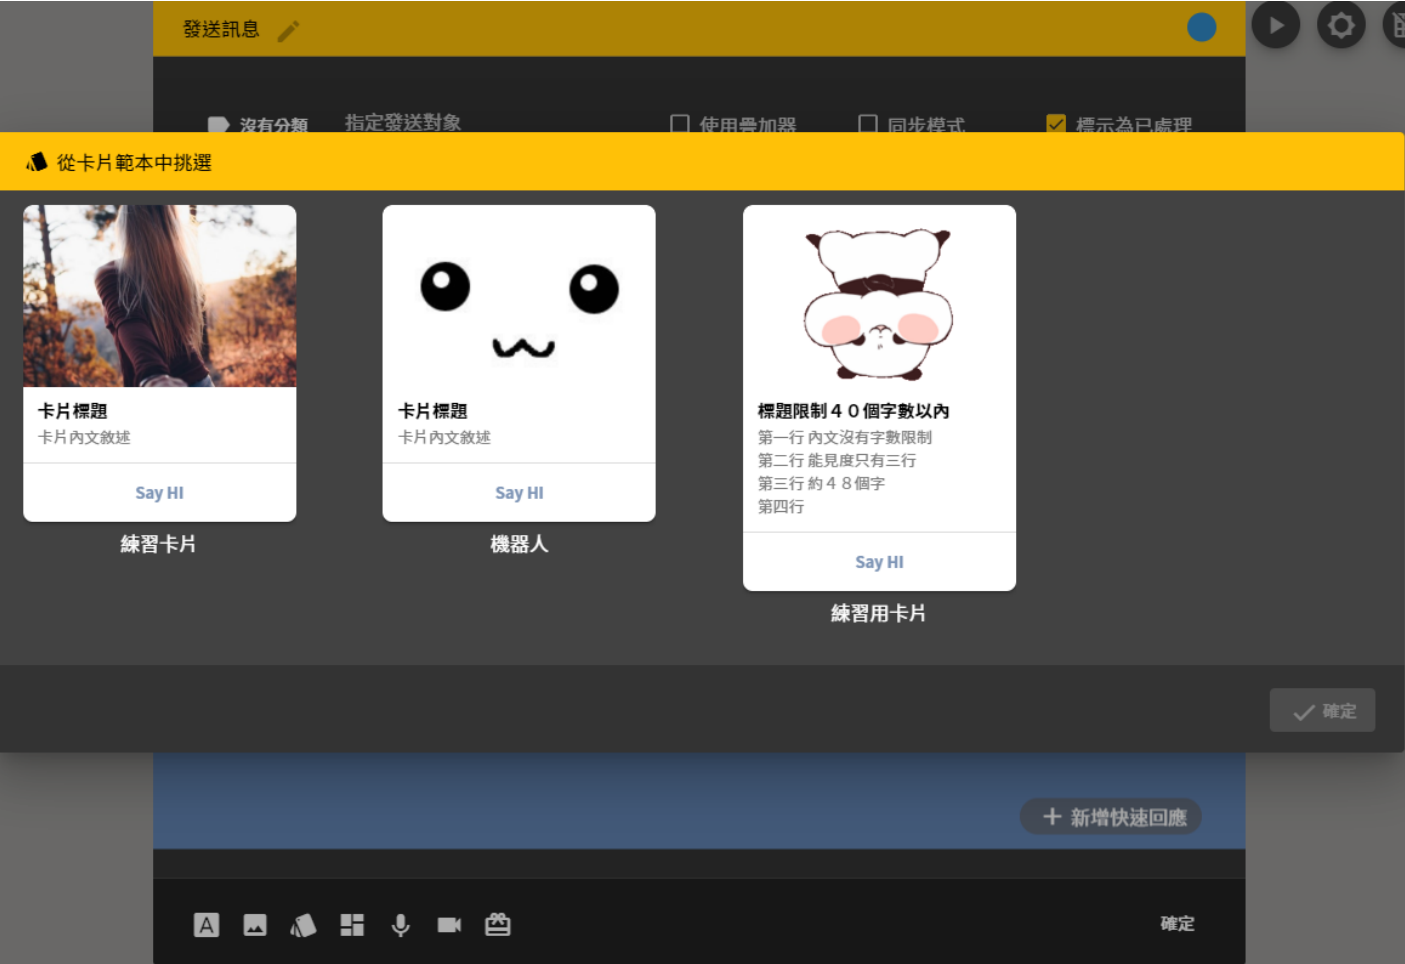 發送訊息
沒有分類
指定發送對象
使用疊加器
同步模式
標示為已處理
從卡片範本中挑選
卡片標題
卡片內文敘述
Say HI
練習卡片
卡片標題
卡片內文敘述
Say HI
機器人
標題限制４０個字數以內
第一行 內文沒有字數限制
第二行 能見度只有三行
第三行 約４８個字
第四行
Say HI
練習用卡片
確定
新增快速回應
A
確定